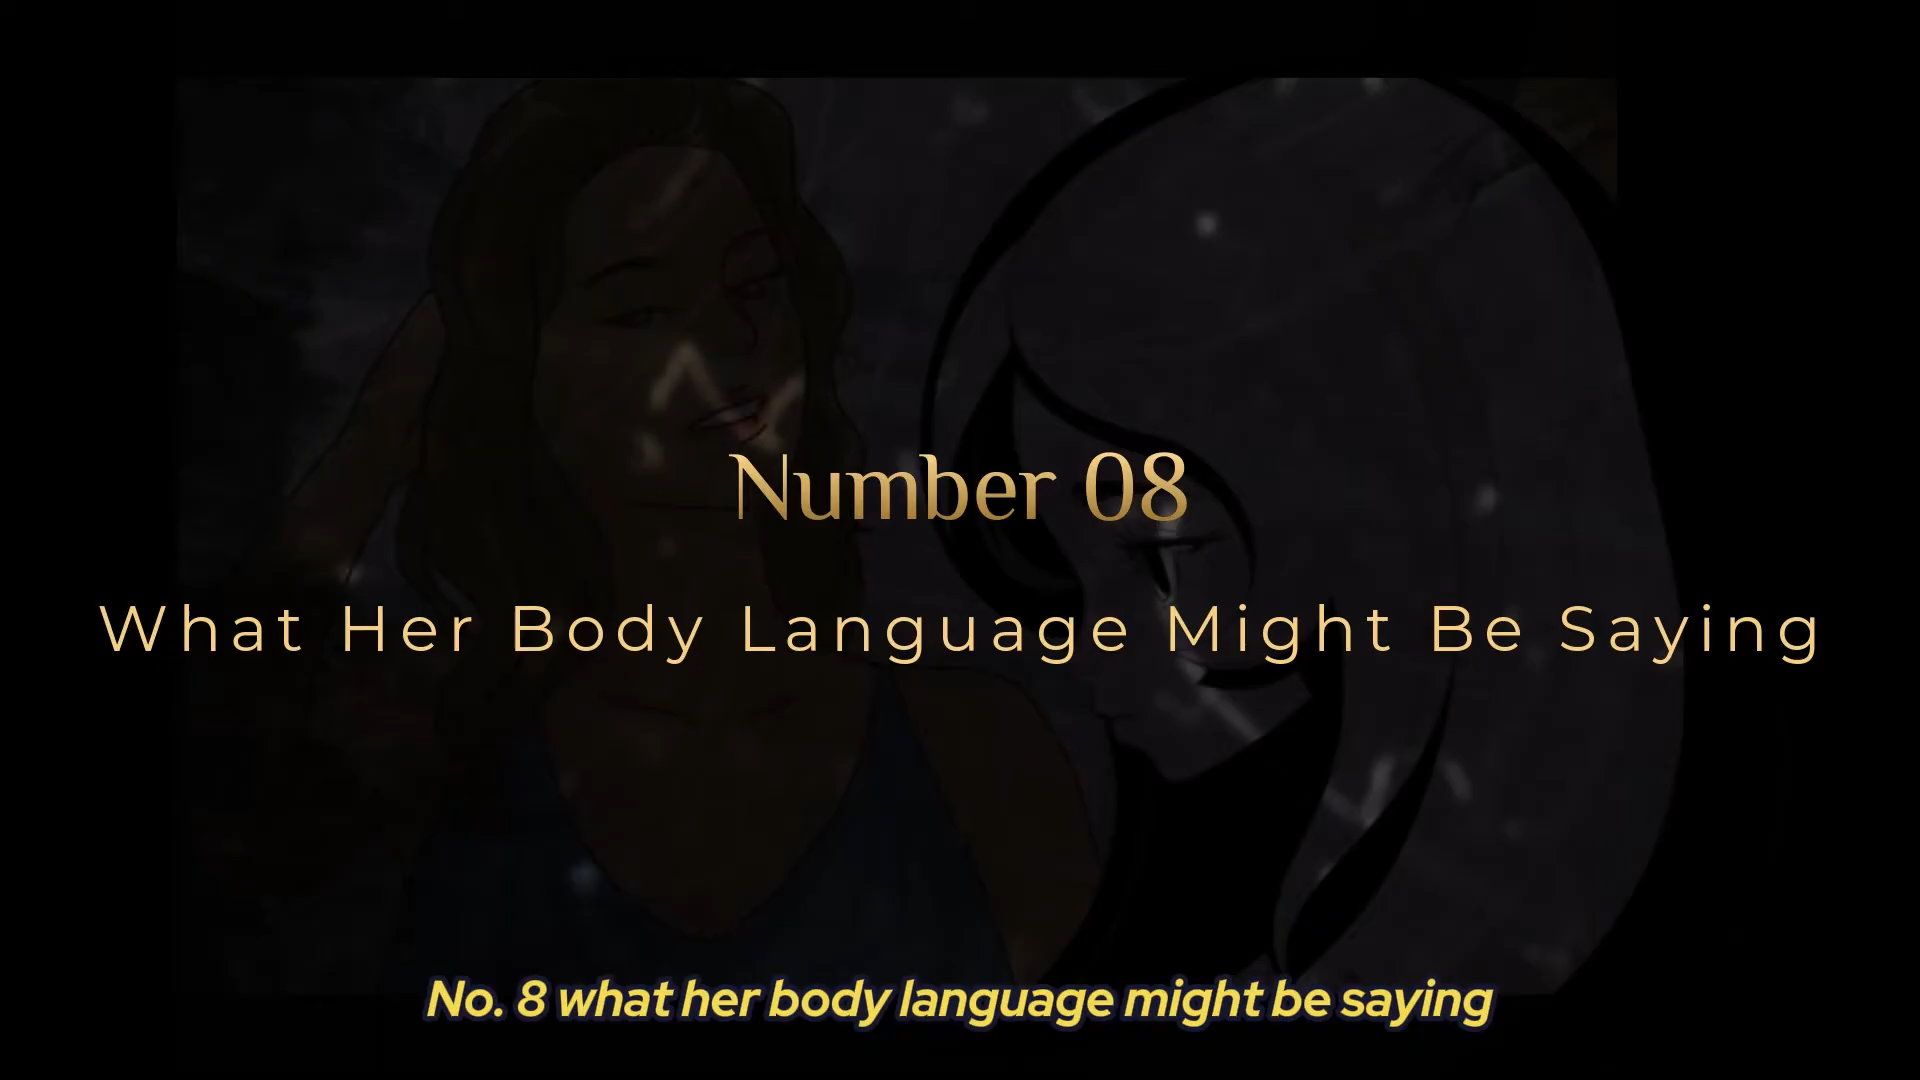 Number 08
What Her Body Language Might Be Saying
No. 8 what her body language might be saying